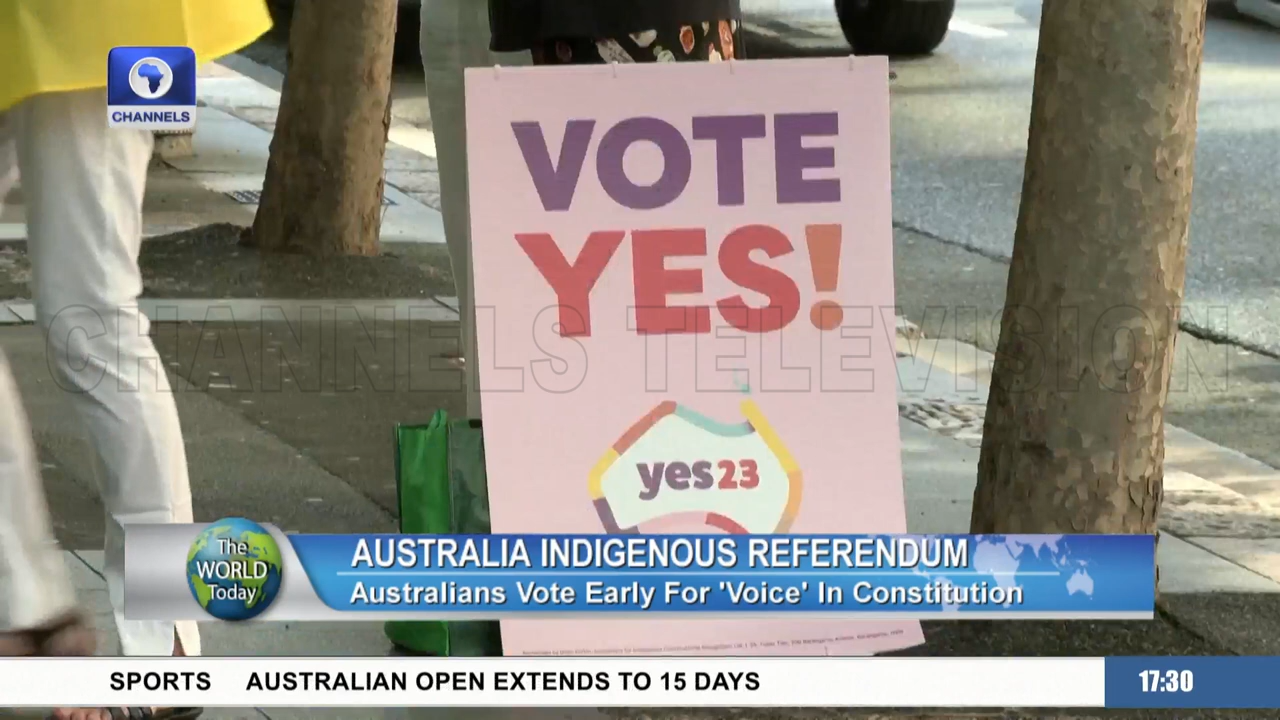 CHANNELS
VOTE
YES!
CHANNELS TELEVISION
yes23
The
WORLD
Today
AUSTRALIA INDIGENOUS REFERENDUM
Australians Vote Early For 'Voice' In Constitution
SPORTS AUSTRALIAN OPEN EXTENDS TO 15 DAYS
17:30